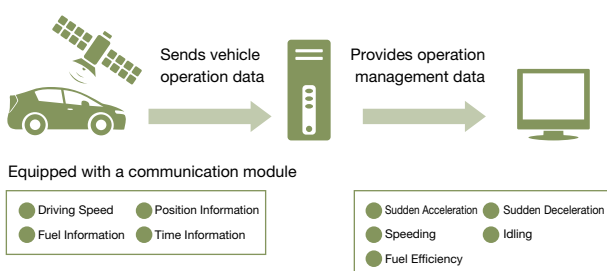 Sends vehicle
operation data
Provides operation
management data
Equipped with a communication module
Driving Speed
Position Information
Fuel Information
Time Information
Sudden Acceleration
Sudden Deceleration
Speeding
Idling
Fuel Efficiency